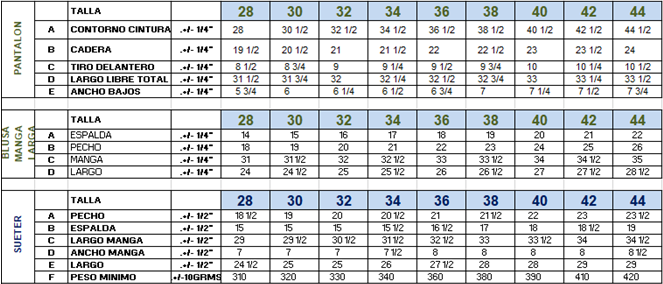 PANTALON
TALLA 28 30 32 34 36 38 40 42 44
A CONTORNO CINTURA .+/- 1/4" 28 30 1/2 32 1/2 34 1/2 36 1/2 38 1/2 40 1/2 42 1/2 44 1/2
B CADERA .+/- 1/4" 19 1/2 20 1/2 21 21 1/2 22 22 1/2 23 23 1/2 24
C TIRO DELANTERO .+/- 1/4" 8 1/2 8 3/4 9 9 1/4 9 1/2 9 3/4 10 10 1/4 10 1/2
D LARGO LIBRE TOTAL .+/- 1/4" 31 1/2 31 3/4 32 32 1/4 32 1/2 32 3/4 33 33 1/4 33 1/2
E ANCHO BAJOS .+/- 1/4" 5 3/4 6 6 1/4 6 1/2 6 3/4 7 7 1/4 7 1/2 7 3/4
BLUSA MANGA LARGA
TALLA 28 30 32 34 36 38 40 42 44
A ESPALDA .+/- 1/4" 14 15 16 17 18 19 20 21 22
B PECHO .+/- 1/4" 18 19 20 21 22 23 24 25 26
C MANGA .+/- 1/4" 31 31 1/2 32 32 1/2 33 33 1/2 34 34 1/2 35
D LARGO .+/- 1/4" 24 24 1/2 25 25 1/2 26 26 1/2 27 27 1/2 28 1/2
SUETER
TALLA 28 30 32 34 36 38 40 42 44
A PECHO .+/- 1/2" 18 1/2 19 20 20 1/2 21 21 1/2 22 23 23 1/2
B ESPALDA .+/- 1/2" 15 15 15 15 1/2 16 1/2 17 18 18 1/2 19
C LARGO MANGA .+/- 1/2" 29 29 1/2 30 1/2 31 1/2 32 1/2 33 33 1/2 34 34 1/2
D ANCHO MANGA .+/- 1/2" 7 7 7 7 1/2 8 8 8 8 8 1/2
E LARGO .+/- 1/2" 24 1/2 25 25 26 27 1/2 28 28 29 29
F PESO MINIMO .+/-10GRMS 310 320 330 340 360 380 390 410 420